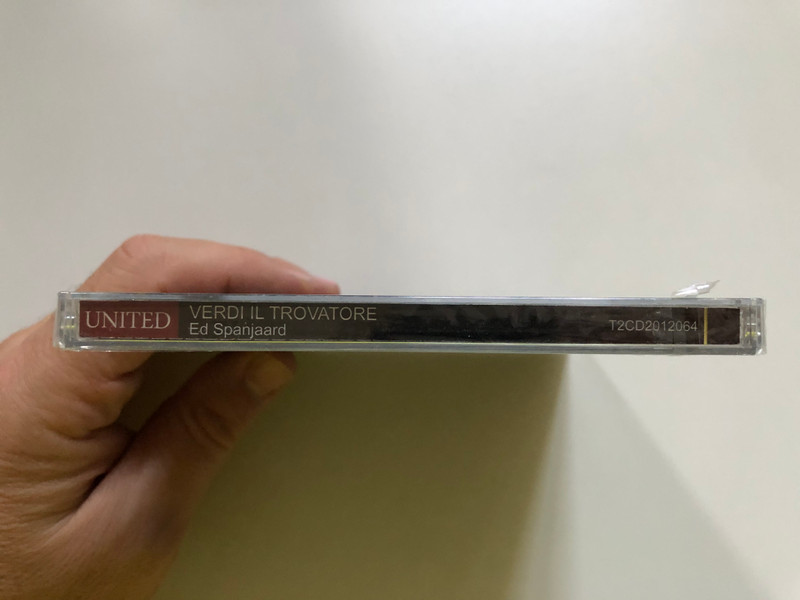 UNITED
VERDI IL TROVATORE
Ed Spanjaard
T2CD2012064